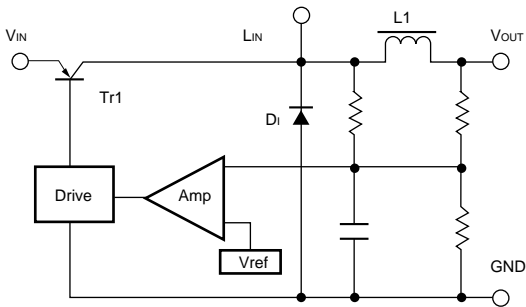 L1
VIN
LIN
VOUT
Tr1
DI
Drive
Amp
Vref
GND